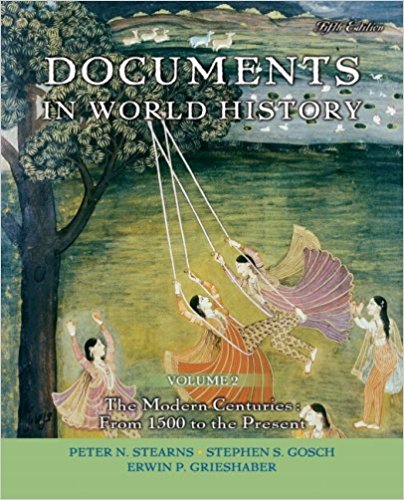 Fifth Edition
DOCUMENTS
IN WORLD HISTORY
VOLUME 2
The Modern Centuries:
From 1500 to the Present
PETER N. STEARNS • STEPHEN S. GOSCH
ERWIN P. GRIESHABER